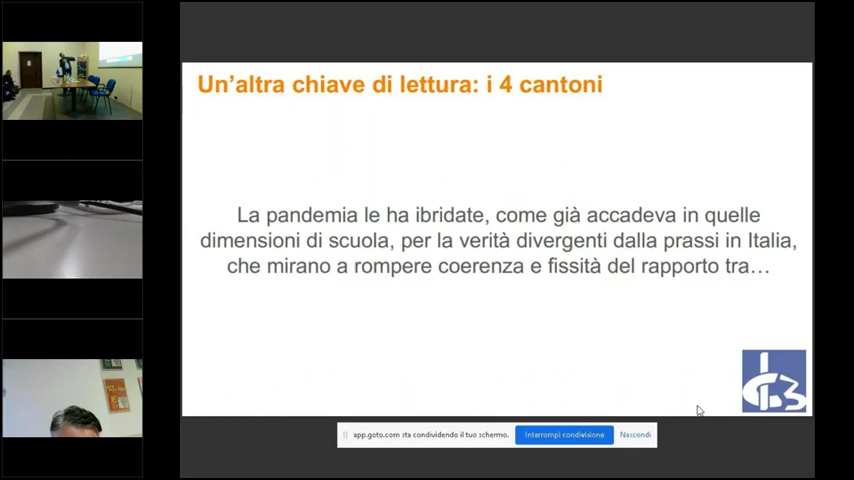 Un'altra chiave di lettura: i 4 cantoni
La pandemia le ha ibridate, come già accadeva in quelle
dimensioni di scuola, per la verità divergenti dalla prassi in Italia,
che mirano a rompere coerenza e fissità del rapporto tra…
app.goto.com sta condividendo il tuo schermo.
Interrompi condivisione
Nascondi